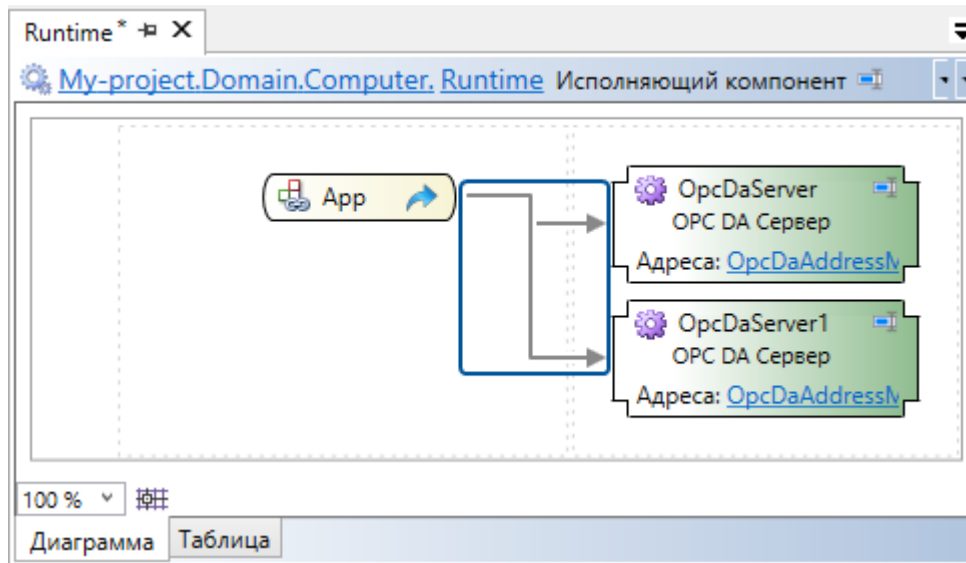 Runtime*
My-project.Domain.Computer. Runtime Исполняющий компонент
App
OpcDaServer
OPC DA Сервер
Адреса: OpcDaAddressM
OpcDaServer1
OPC DA Сервер
Адреса: OpcDaAddressM
100 %
Диаграмма Таблица